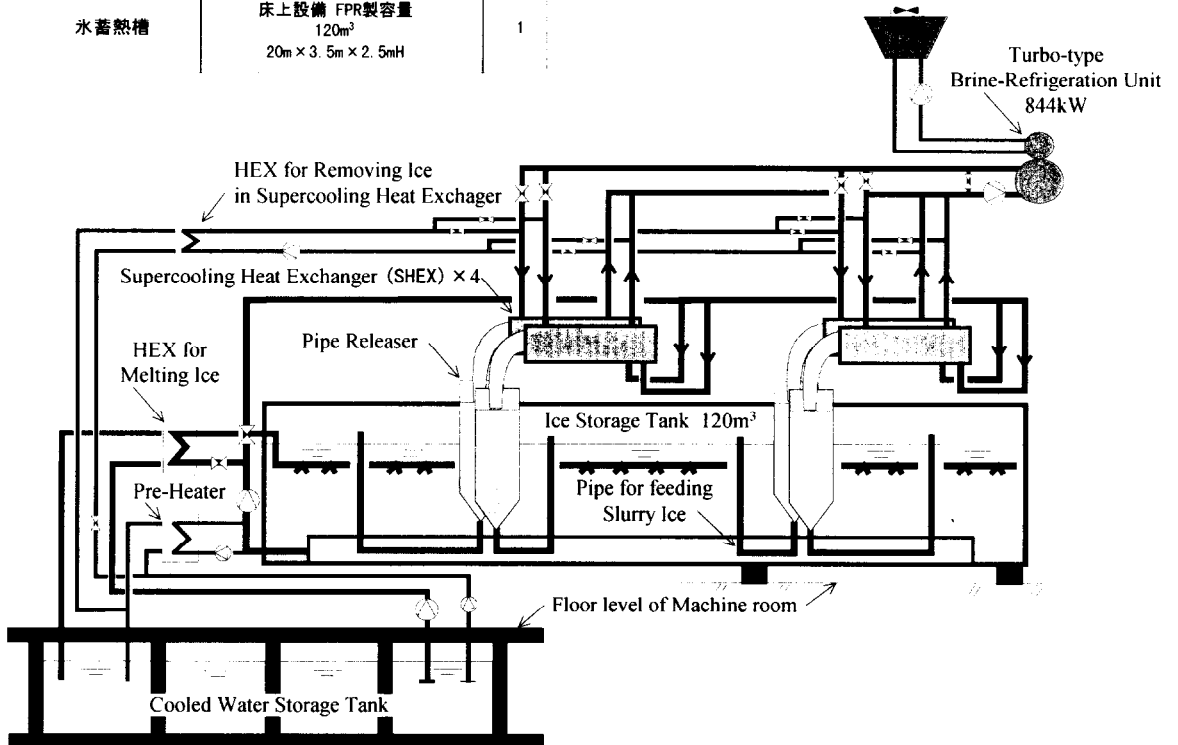 床上設備 FPR製容量
氷蓄熱槽
120m³
1
20m×3.5m×2.5mH
Turbo-type
Brine-Refrigeration Unit
844kW
HEX for Removing Ice
in Supercooling Heat Exchager
Supercooling Heat Exchanger (SHEX)×4
Pipe Releaser
HEX for
Melting Ice
Ice Storage Tank 120m³
Pre-Heater
Pipe for feeding
Slurry Ice
Floor level of Machine room
Cooled Water Storage Tank